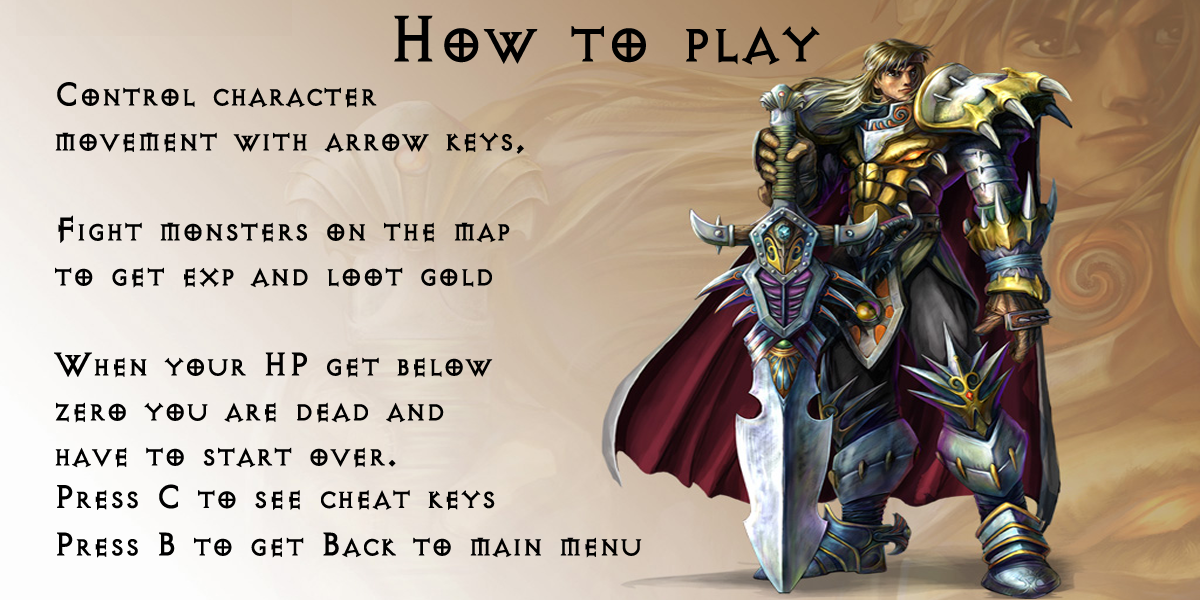 How to play
Control character
movement with arrow keys,
Fight monsters on the map
to get exp and loot gold
When your HP get below
zero you are dead and
have to start over.
Press C to see cheat keys
Press B to get Back to main menu